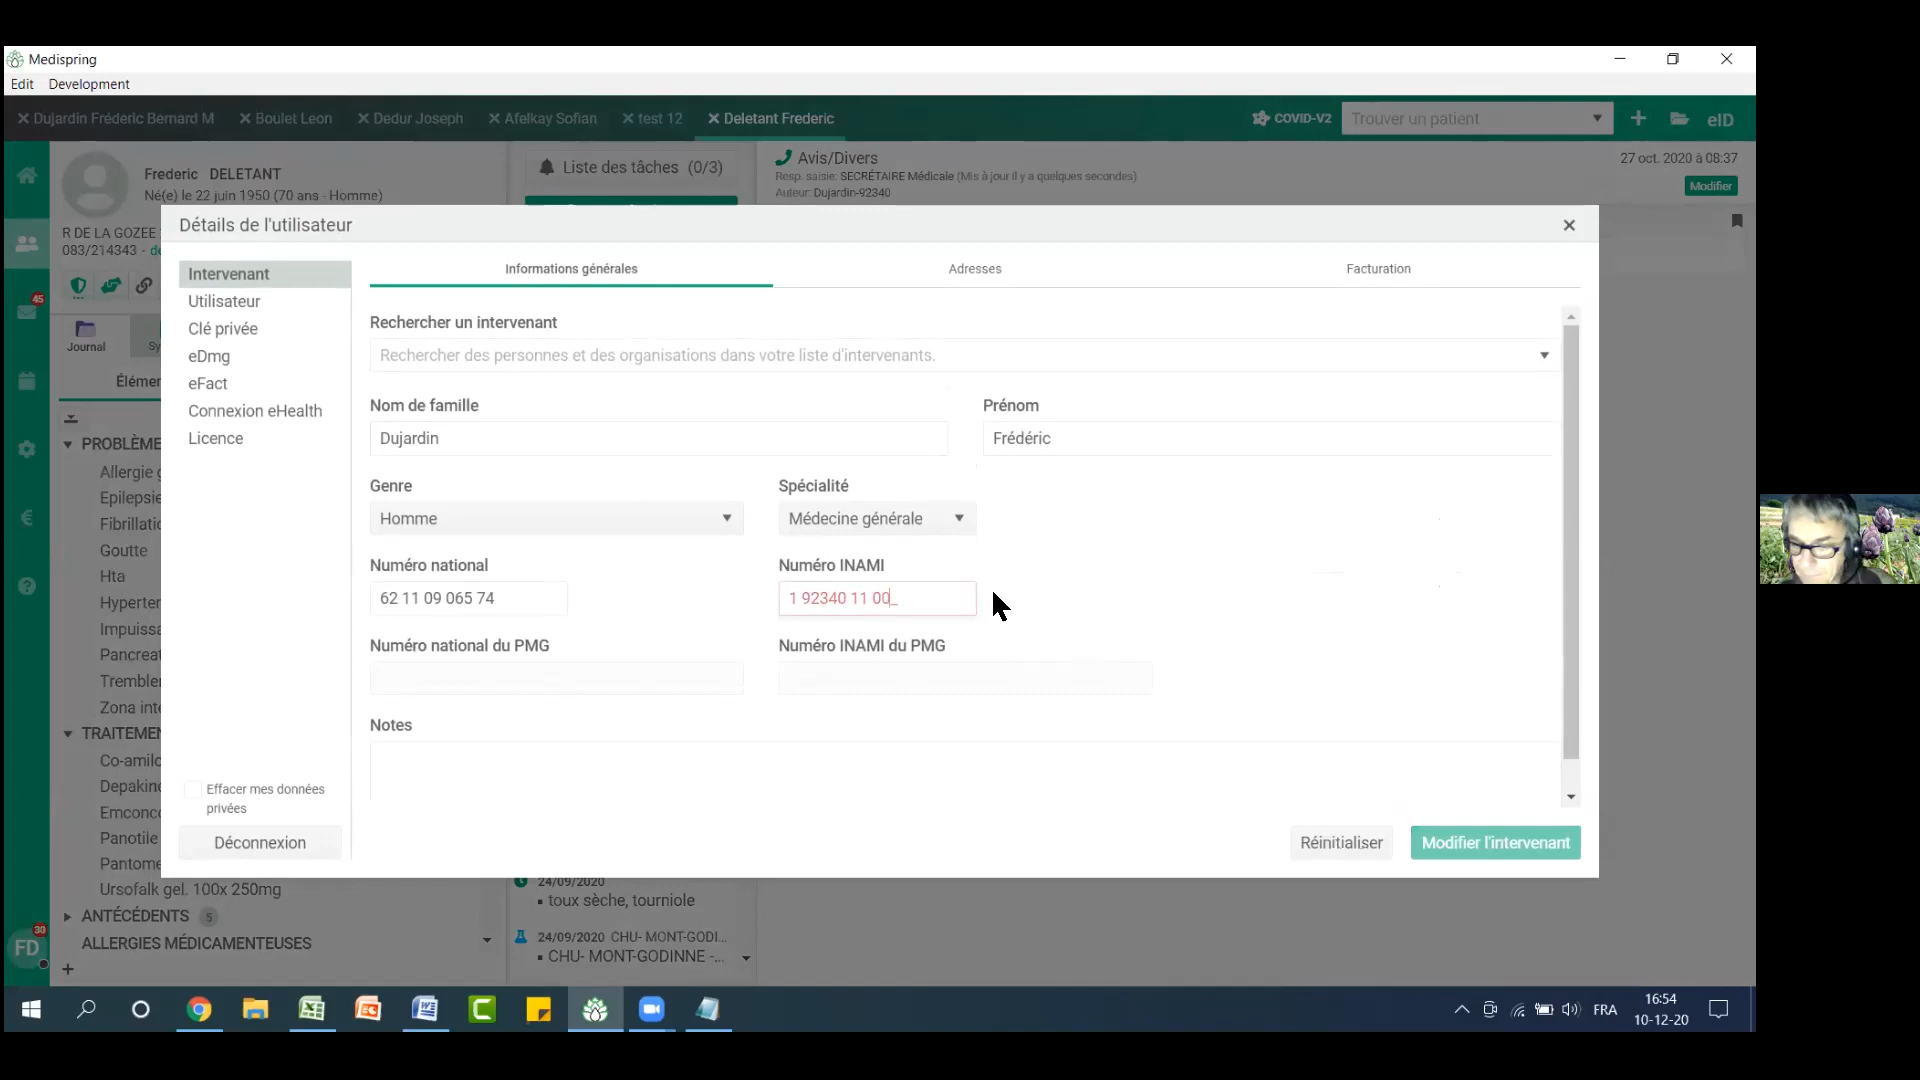 Medispring
Edit Development
Dujardin Fréderic Bernard M Boulet Leon Dedur Joseph Afelkay Sofian test 12 Deletant Frederic
COVID-V2 Trouver un patient eID
Frederic DELETANT
Né(e) le 22 juin 1950 (70 ans - Homme)
R DE LA GOZEE
083/214343
Liste des tâches (0/3)
Avis/Divers
Resp. saisie: SECRÉTAIRE Médicale (Mis à jour il y a quelques secondes)
Auteur: Dujardin-92340
27 oct. 2020 à 08:37
Modifier
45
Journal
Sy
Élémer
PROBLÈME
Allergie g
Epilepsie
Fibrillatio
Goutte
Hta
Hyperten
Impuissa
Pancreat
Trembler
Zona inte
TRAITEMEN
Co-amilo
Depakine
Emconco
Panotile
Pantome
Ursofalk gel. 100x 250mg
ANTÉCÉDENTS 5
ALLERGIES MÉDICAMENTEUSES
+
30
FD
Détails de l'utilisateur
Intervenant
Utilisateur
Clé privée
eDmg
eFact
Connexion eHealth
Licence
Effacer mes données
privées
Déconnexion
Informations générales Adresses Facturation
Rechercher un intervenant
Rechercher des personnes et des organisations dans votre liste d'intervenants.
Nom de famille Prénom
Dujardin Frédéric
Genre Spécialité
Homme Médecine générale
Numéro national Numéro INAMI
62 11 09 065 74 1 92340 11 00_
Numéro national du PMG Numéro INAMI du PMG
Notes
Réinitialiser Modifier l'intervenant
24/09/2020
toux sèche, tourniole
24/09/2020 CHU- MONT-GODI...
CHU- MONT-GODINNE -...
FRA
16:54
10-12-20